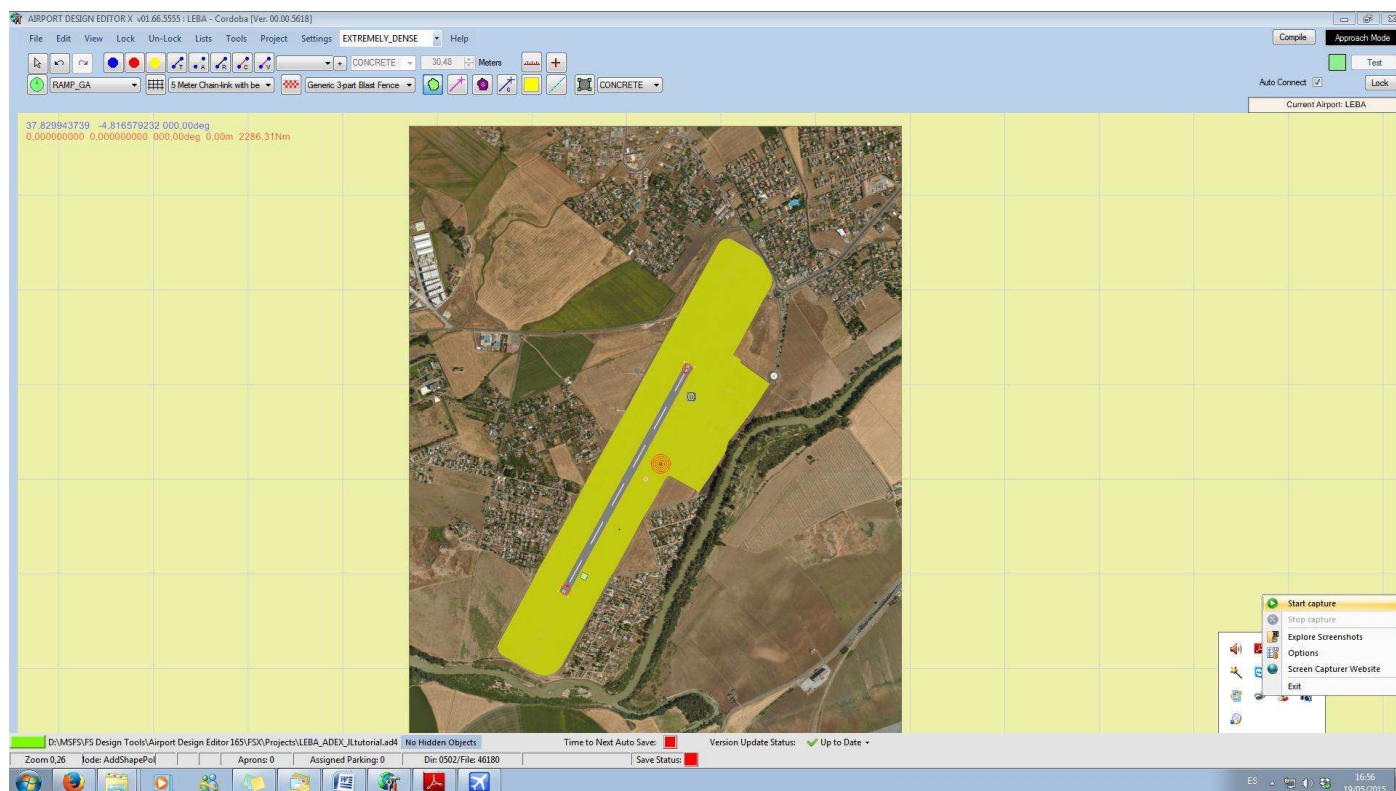 AIRPORT DESIGN EDITOR X v01.66.5555 : LEBA - Cordoba [Ver. 00.00.5618]
File Edit View Lock Un-Lock Lists Tools Project Settings EXTREMELY_DENSE Help
Compile Approach Mode
CONCRETE 30,48 Meters
Test
RAMP_GA 5 Meter Chain-link with be Generic 3-part Blast Fence CONCRETE
Auto Connect Lock
Current Airport: LEBA
37,829943739 -4,816579232 000,00deg
0,000000000 0,000000000 000,00deg 0,00m 2286,31Nm
Start capture
Stop capture
Explore Screenshots
Options
Screen Capturer Website
Exit
D:\MSFS\FS Design Tools\Airport Design Editor 165\FSX\Projects\LEBA_ADEX_JLtutorial.ad4 No Hidden Objects Time to Next Auto Save: Version Update Status: Up to Date
Zoom 0,26 lode: AddShapePol Aprons: 0 Assigned Parking: 0 Dir: 0502/File: 46180 Save Status:
ES 16:56
19/05/2015